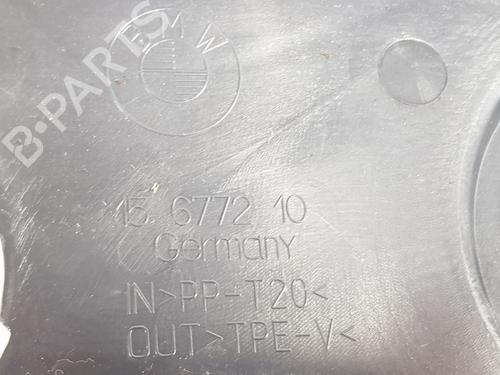 BMW
B-PARTS
15 6772 10
Germany
IN>PP-T20<
OUT>TPE-V<